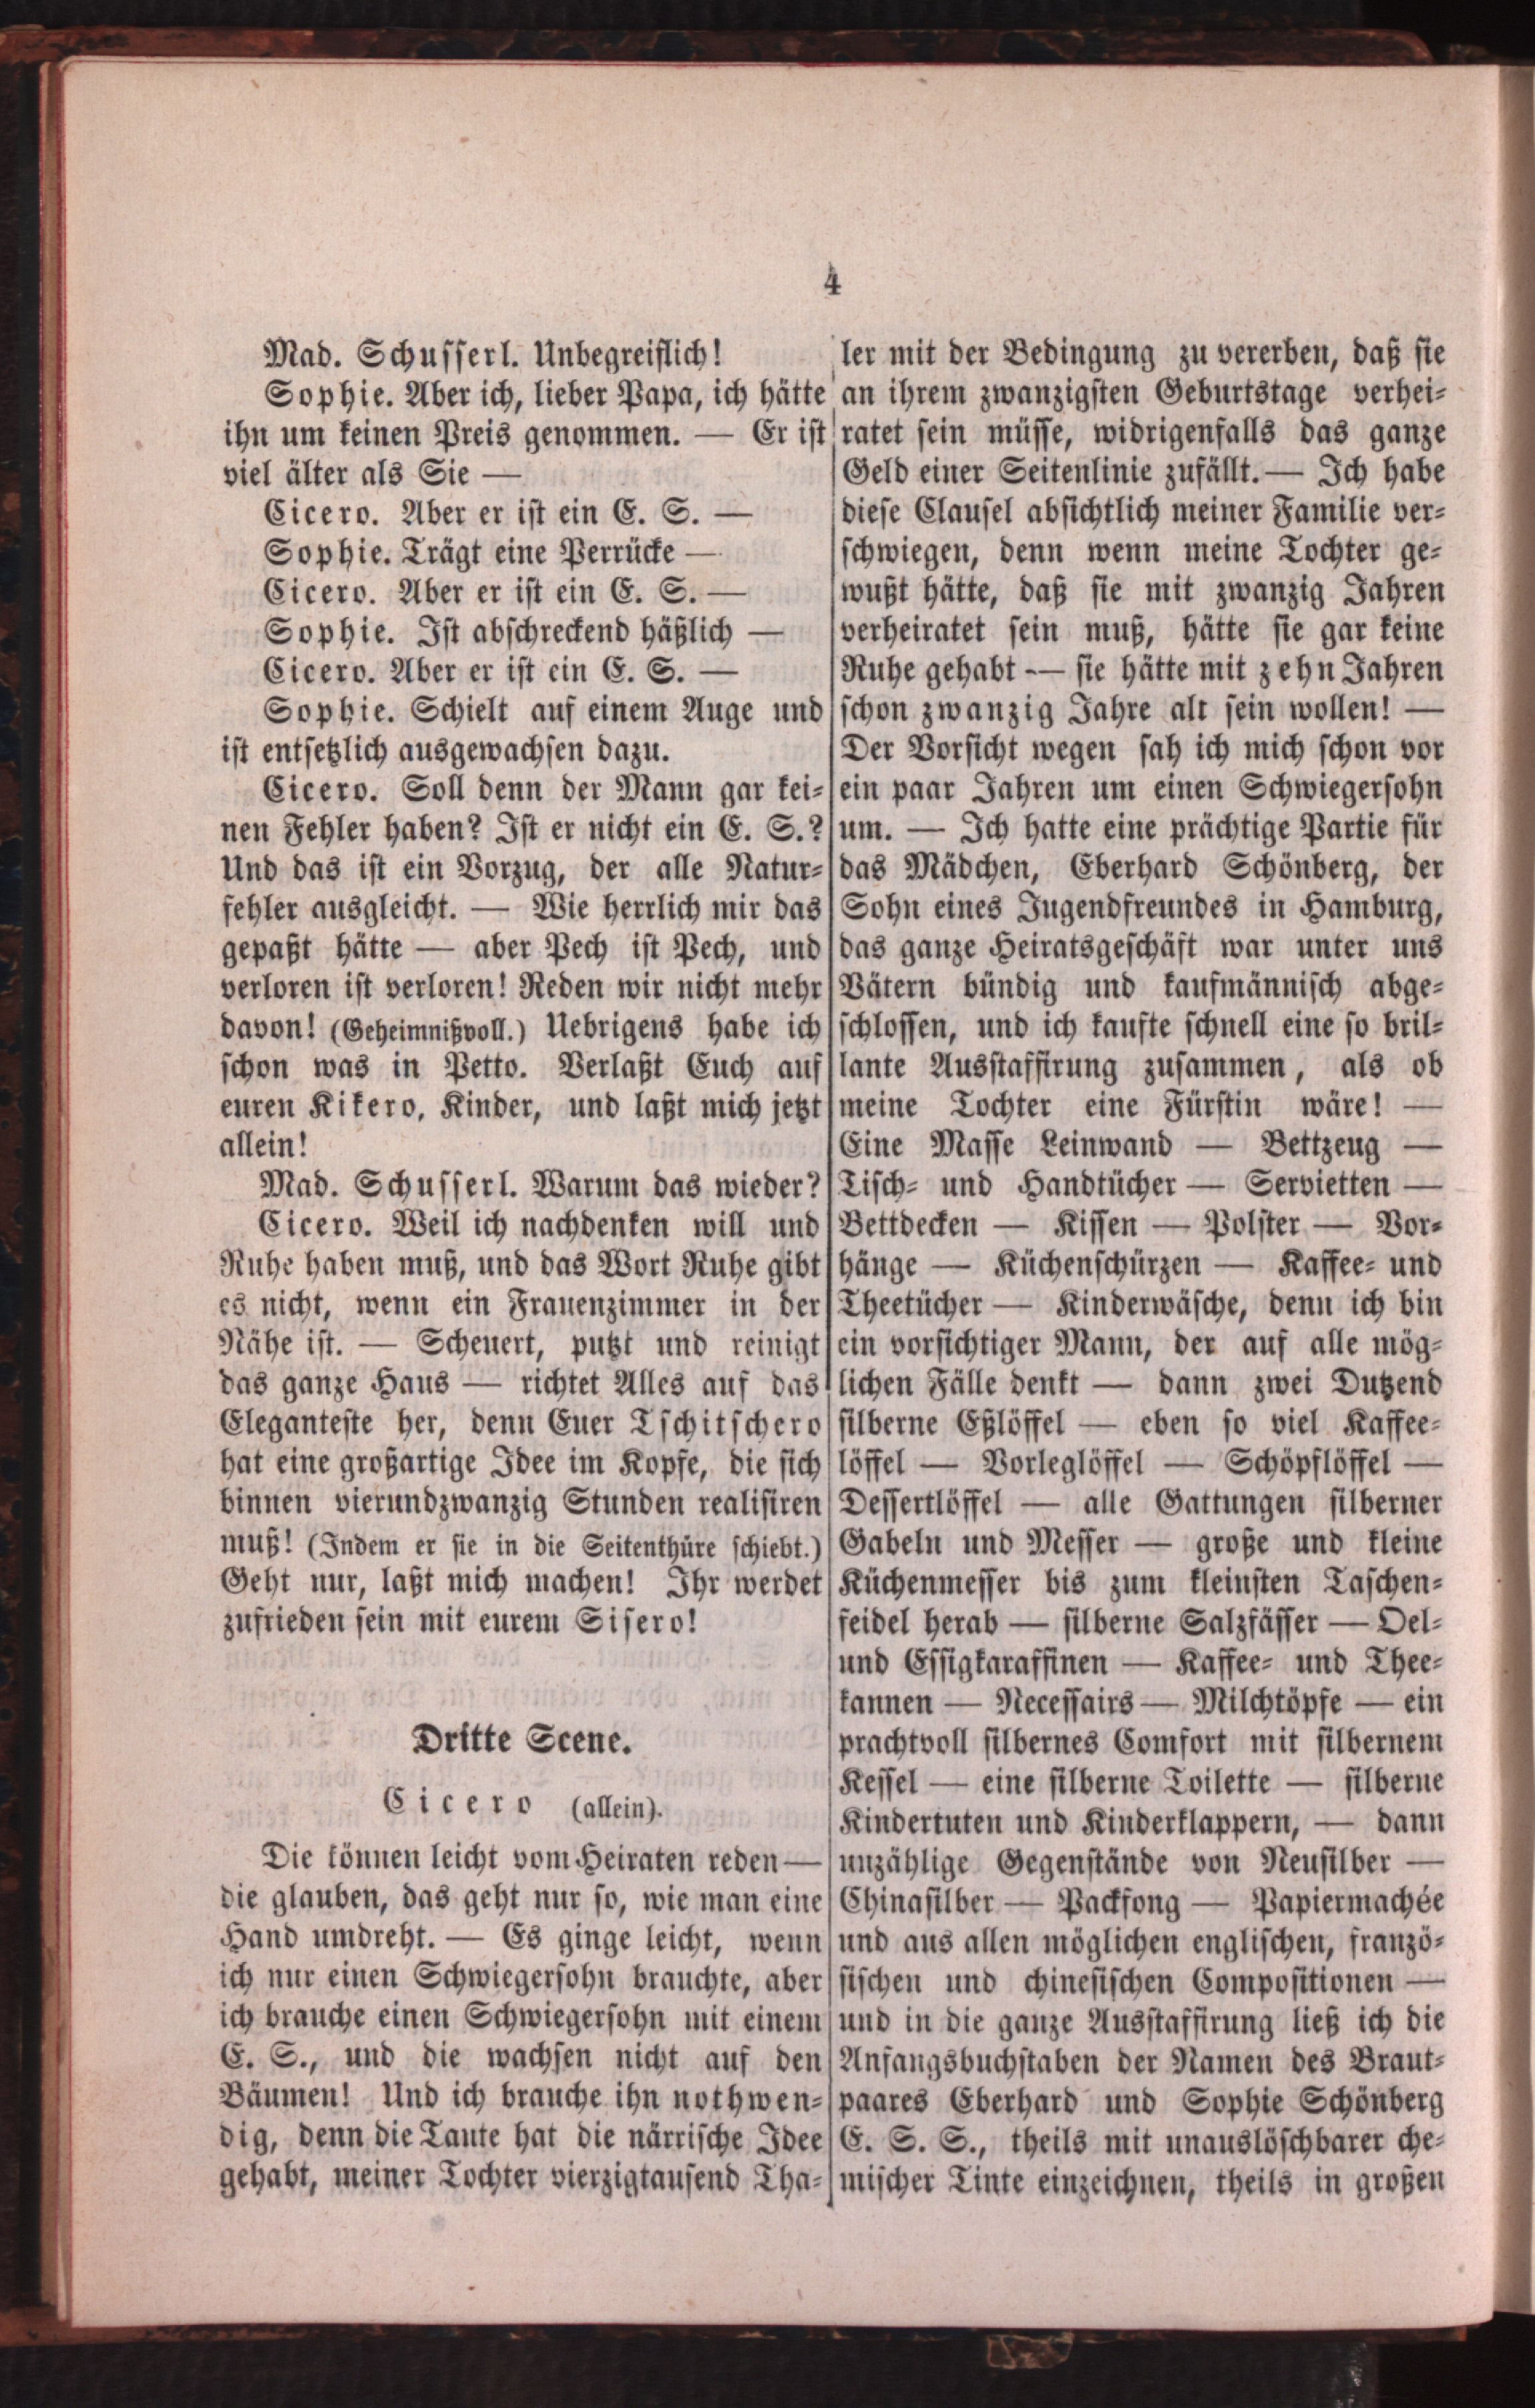 4
Mad. Schusserl. Unbegreiflich!
Sophie. Aber ich, lieber Papa, ich hätte
ihn um keinen Preis genommen. — Er ist
viel älter als Sie —
Cicero. Aber er ist ein E. S. —
Sophie. Trägt eine Perrücke —
Cicero. Aber er ist ein E. S. —
Sophie. Ist abschreckend häßlich —
Cicero. Aber er ist ein E. S. —
Sophie. Schielt auf einem Auge und
ist entsetzlich ausgewachsen dazu.
Cicero. Soll denn der Mann gar kei-
nen Fehler haben? Ist er nicht ein E. S.?
Und das ist ein Vorzug, der alle Natur-
fehler ausgleicht. — Wie herrlich mir das
gepaßt hätte — aber Pech ist Pech, und
verloren ist verloren! Reden wir nicht mehr
davon! (Geheimnißvoll.) Uebrigens habe ich
schon was in Petto. Verlaßt Euch auf
euren Kikero, Kinder, und laßt mich jetzt
allein!
Mad. Schusserl. Warum das wieder?
Cicero. Weil ich nachdenken will und
Ruhe haben muß, und das Wort Ruhe gibt
es nicht, wenn ein Frauenzimmer in der
Nähe ist. — Scheuert, putzt und reinigt
das ganze Haus — richtet Alles auf das
Eleganteste her, denn Euer Tschitschero
hat eine großartige Idee im Kopfe, die sich
binnen vierundzwanzig Stunden realisiren
muß! (Indem er sie in die Seitenthüre schiebt.)
Geht nur, laßt mich machen! Ihr werdet
zufrieden sein mit eurem Sisero!
Dritte Scene.
Cicero (allein).
Die können leicht vom Heiraten reden —
die glauben, das geht nur so, wie man eine
Hand umdreht. — Es ginge leicht, wenn
ich nur einen Schwiegersohn brauchte, aber
ich brauche einen Schwiegersohn mit einem
E. S., und die wachsen nicht auf den
Bäumen! Und ich brauche ihn nothwen-
dig, denn die Tante hat die närrische Idee
gehabt, meiner Tochter vierzigtausend Tha-
ler mit der Bedingung zu vererben, daß sie
an ihrem zwanzigsten Geburtstage verhei-
ratet sein müsse, widrigenfalls das ganze
Geld einer Seitenlinie zufällt. — Ich habe
diese Clausel absichtlich meiner Familie ver-
schwiegen, denn wenn meine Tochter ge-
wußt hätte, daß sie mit zwanzig Jahren
verheiratet sein muß, hätte sie gar keine
Ruhe gehabt — sie hätte mit zehn Jahren
schon zwanzig Jahre alt sein wollen! —
Der Vorsicht wegen sah ich mich schon vor
ein paar Jahren um einen Schwiegersohn
um. — Ich hatte eine prächtige Partie für
das Mädchen, Eberhard Schönberg, der
Sohn eines Jugendfreundes in Hamburg,
das ganze Heiratsgeschäft war unter uns
Vätern bündig und kaufmännisch abge-
schlossen, und ich kaufte schnell eine so bril-
lante Ausstaffirung zusammen, als ob
meine Tochter eine Fürstin wäre! —
Eine Masse Leinwand — Bettzeug —
Tisch- und Handtücher — Servietten —
Bettdecken — Kissen — Polster — Vor-
hänge — Küchenschürzen — Kaffee- und
Theetücher — Kinderwäsche, denn ich bin
ein vorsichtiger Mann, der auf alle mög-
lichen Fälle denkt — dann zwei Dutzend
silberne Eßlöffel — eben so viel Kaffee-
löffel — Vorleglöffel — Schöpflöffel —
Dessertlöffel — alle Gattungen silberner
Gabeln und Messer — große und kleine
Küchenmesser bis zum kleinsten Taschen-
feidel herab — silberne Salzfässer — Oel-
und Essigkaraffinen — Kaffee- und Thee-
kannen — Necessairs — Milchtöpfe — ein
prachtvoll silbernes Comfort mit silbernem
Kessel — eine silberne Toilette — silberne
Kindertuten und Kinderklappern, — dann
unzählige Gegenstände von Neusilber —
Chinasilber — Packfong — Papiermachée
und aus allen möglichen englischen, franzö-
sischen und chinesischen Compositionen —
und in die ganze Ausstaffirung ließ ich die
Anfangsbuchstaben der Namen des Braut-
paares Eberhard und Sophie Schönberg
E. S. S., theils mit unauslöschbarer che-
mischer Tinte einzeichnen, theils in großen